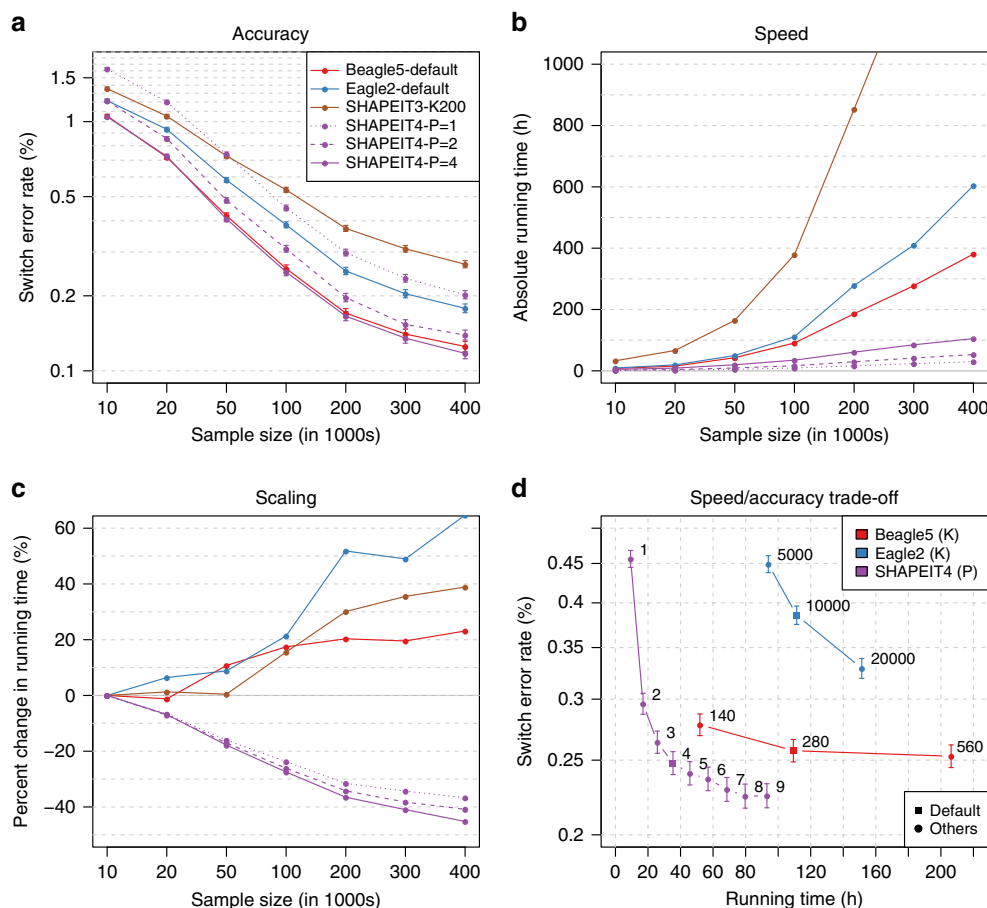 a
Accuracy
Switch error rate (%)
1.5
1
0.5
0.2
0.1
Beagle5-default
Eagle2-default
SHAPEIT3-K200
SHAPEIT4-P=1
SHAPEIT4-P=2
SHAPEIT4-P=4
10 20 50 100 200 300 400
Sample size (in 1000s)
b
Speed
Absolute running time (h)
1000
800
600
400
200
0
10 20 50 100 200 300 400
Sample size (in 1000s)
c
Scaling
Percent change in running time (%)
60
40
20
0
−20
−40
10 20 50 100 200 300 400
Sample size (in 1000s)
d
Speed/accuracy trade-off
Switch error rate (%)
0.45
0.4
0.35
0.3
0.25
0.2
Beagle5 (K)
Eagle2 (K)
SHAPEIT4 (P)
1
5000
10000
20000
2
140
3
280
560
4
5
6
7
8
9
Default
Others
0 20 40 60 80 100 120 140 160 200
Running time (h)